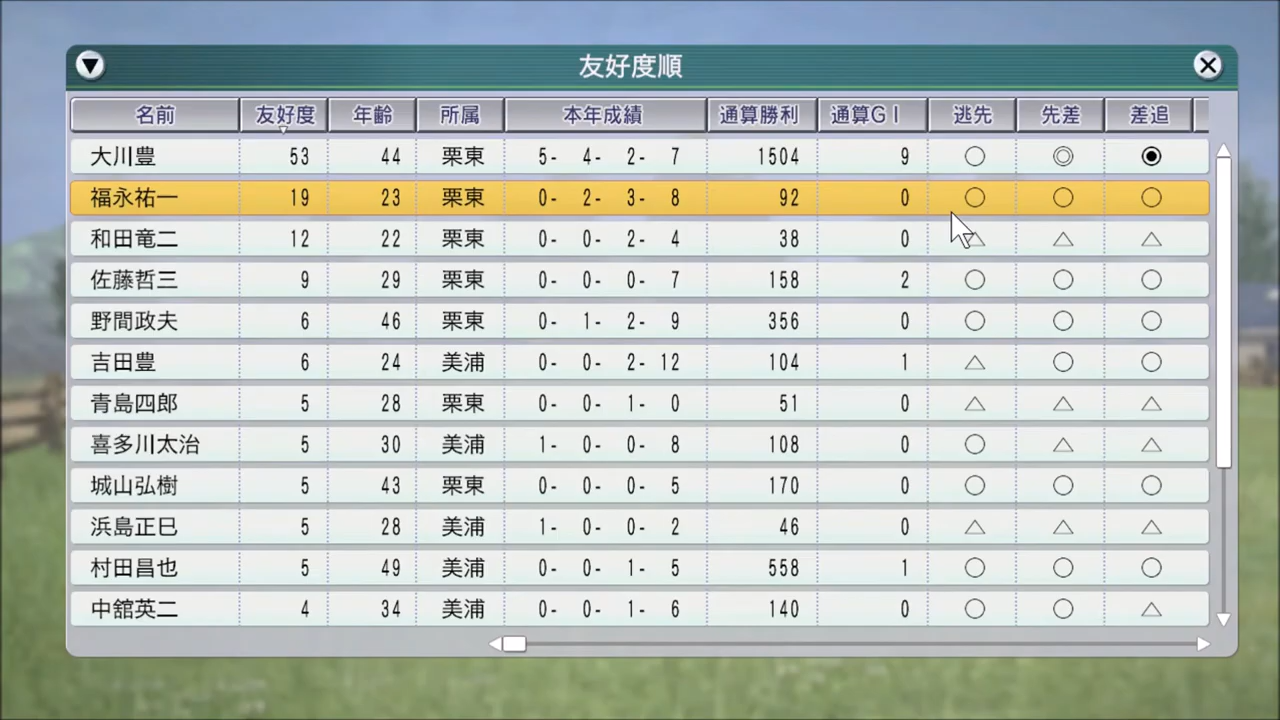 友好度順
名前 友好度 年齢 所属 本年成績 通算勝利 通算GⅠ 逃先 先差 差追
大川豊 53 44 栗東 5- 4- 2- 7 1504 9 ○ ◎ ◉
福永祐一 19 23 栗東 0- 2- 3- 8 92 0 ○ ○ ○
和田竜二 12 22 栗東 0- 0- 2- 4 38 0 △ △ △
佐藤哲三 9 29 栗東 0- 0- 0- 7 158 2 ○ ○ ○
野間政夫 6 46 栗東 0- 1- 2- 9 356 0 ○ ○ ○
吉田豊 6 24 美浦 0- 0- 2- 12 104 1 △ ○ ○
青島四郎 5 28 栗東 0- 0- 1- 0 51 0 △ △ △
喜多川太治 5 30 美浦 1- 0- 0- 8 108 0 ○ △ △
城山弘樹 5 43 栗東 0- 0- 0- 5 170 0 ○ ○ ○
浜島正巳 5 28 美浦 1- 0- 0- 2 46 0 △ △ △
村田昌也 5 49 美浦 0- 0- 1- 5 558 1 ○ ○ ○
中舘英二 4 34 美浦 0- 0- 1- 6 140 0 ○ ○ △